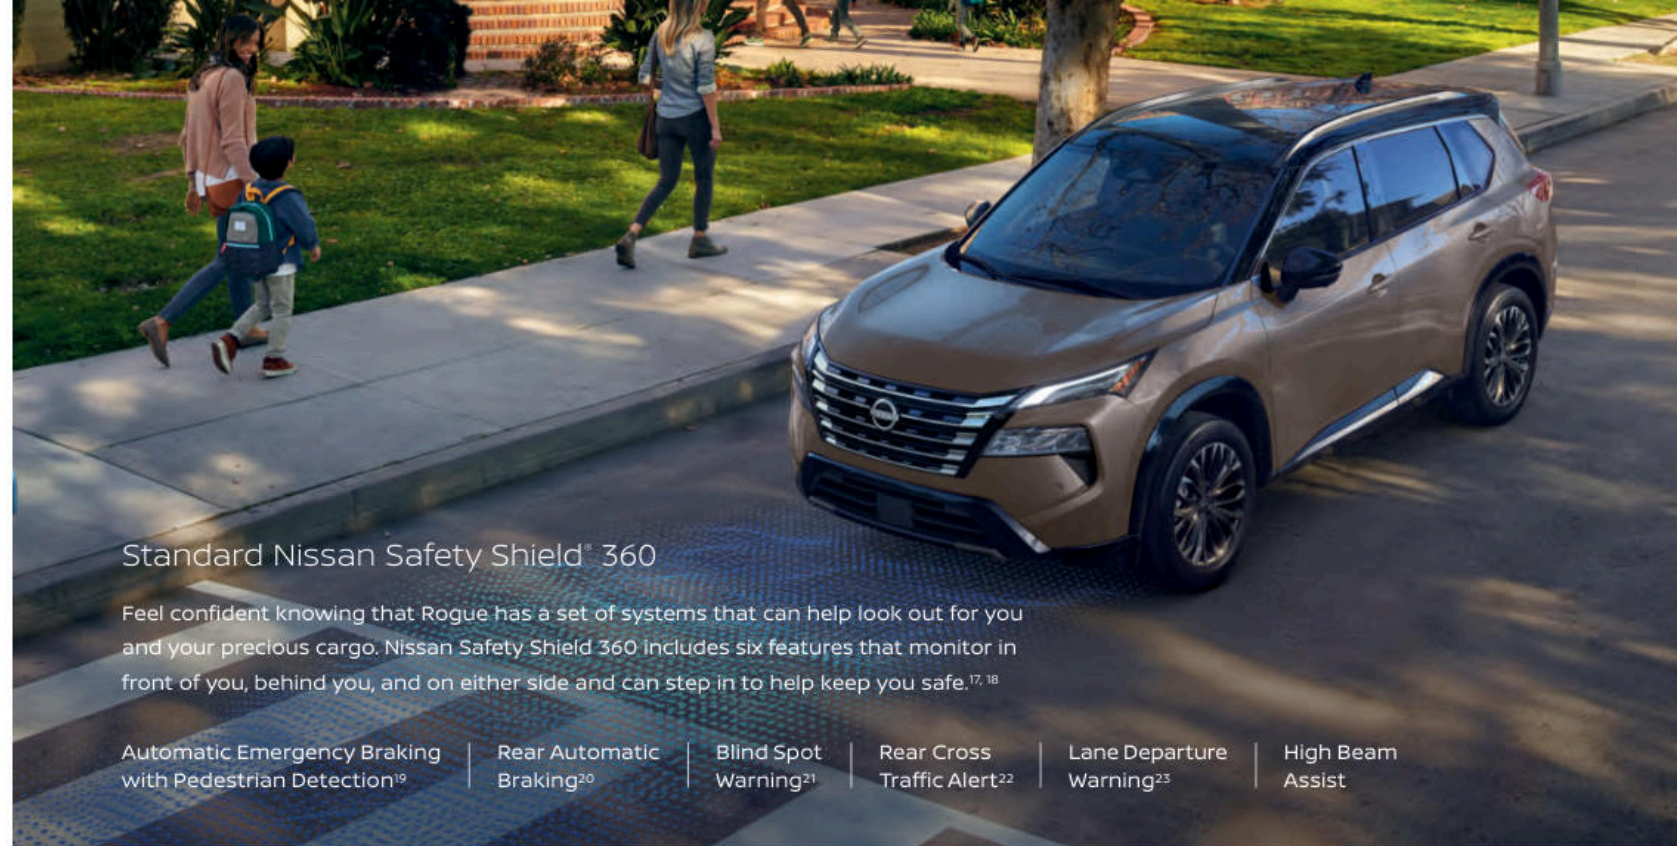 NISSAN
Standard Nissan Safety Shield® 360
Feel confident knowing that Rogue has a set of systems that can help look out for you
and your precious cargo. Nissan Safety Shield 360 includes six features that monitor in
front of you, behind you, and on either side and can step in to help keep you safe.17, 18
Automatic Emergency Braking
with Pedestrian Detection19
Rear Automatic
Braking20
Blind Spot
Warning21
Rear Cross
Traffic Alert22
Lane Departure
Warning23
High Beam
Assist